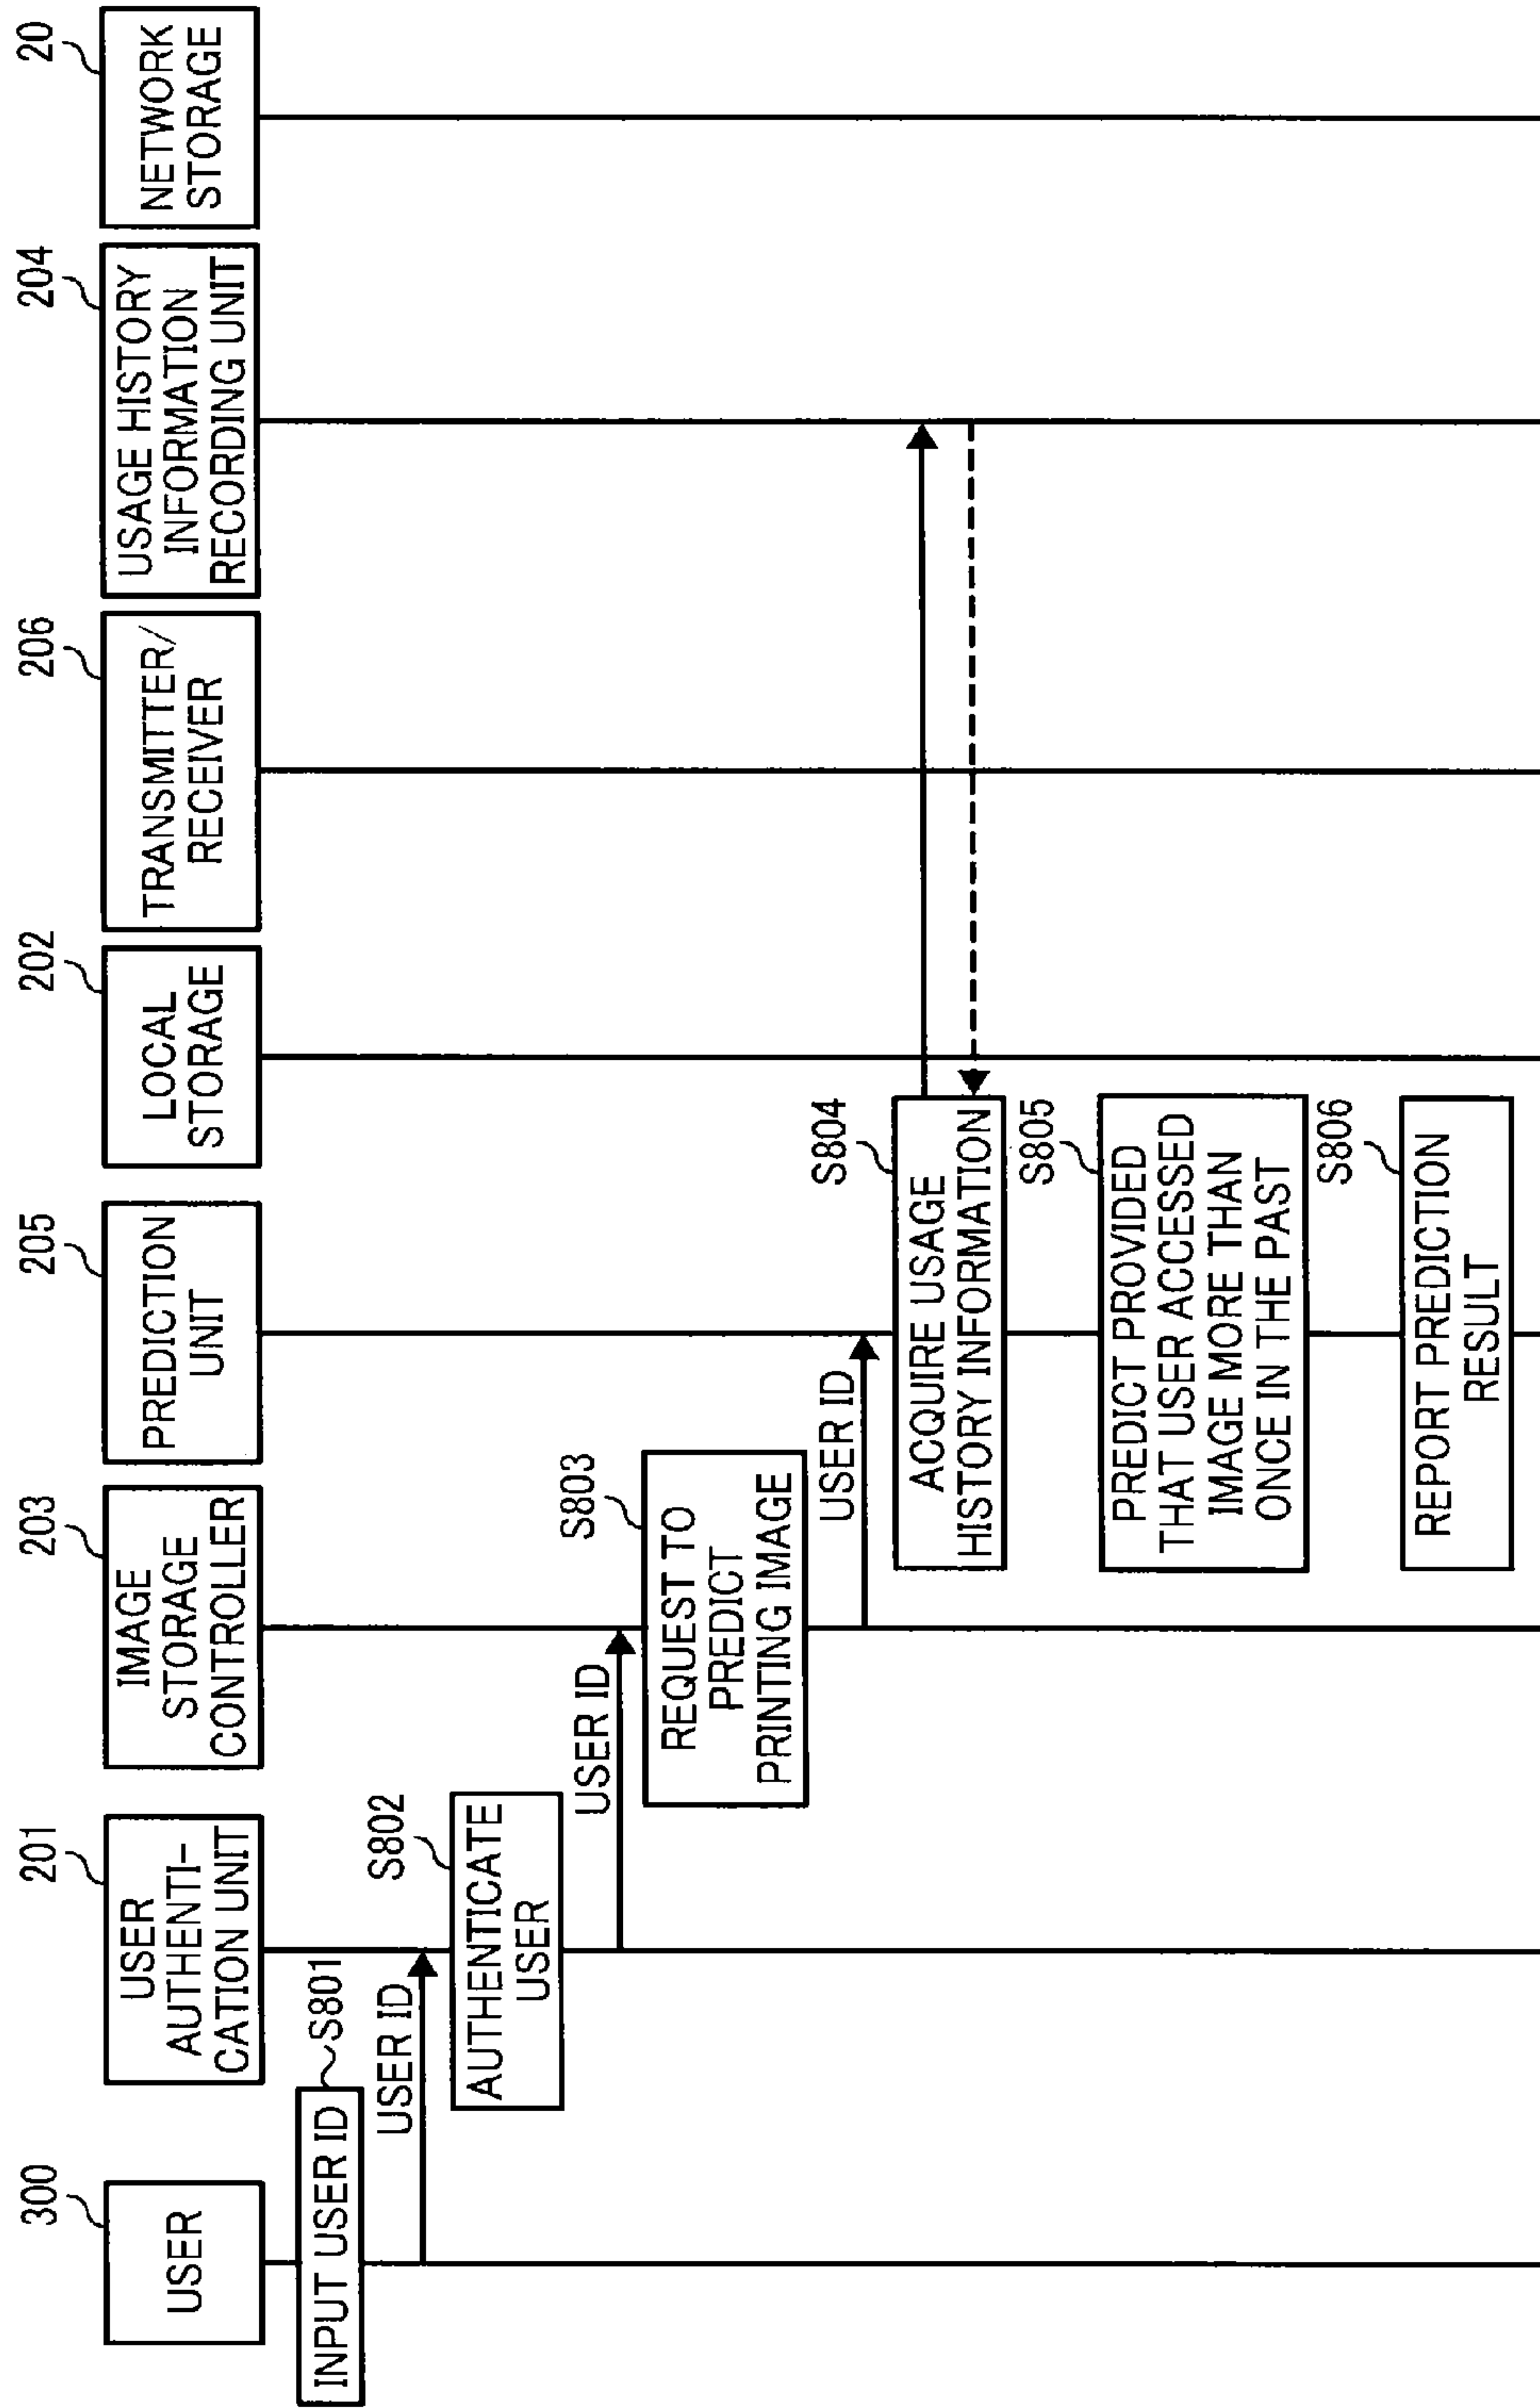 300
USER
201
USER
AUTHENTI-
CATION UNIT
203
IMAGE
STORAGE
CONTROLLER
205
PREDICTION
UNIT
202
LOCAL
STORAGE
206
TRANSMITTER/
RECEIVER
204
USAGE HISTORY
INFORMATION
RECORDING UNIT
20
NETWORK
STORAGE
INPUT USER ID
S801
USER ID
S802
AUTHENTICATE
USER
USER ID
S803
REQUEST TO
PREDICT
PRINTING IMAGE
USER ID
S804
ACQUIRE USAGE
HISTORY INFORMATION
S805
PREDICT PROVIDED
THAT USER ACCESSED
IMAGE MORE THAN
ONCE IN THE PAST
S806
REPORT PREDICTION
RESULT